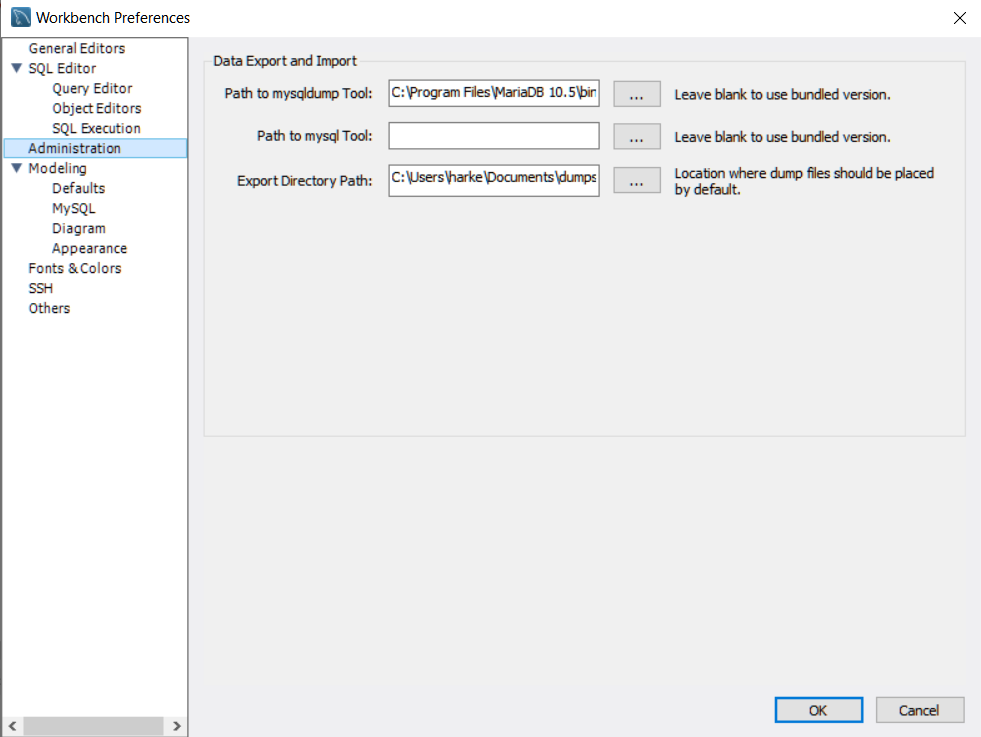 Workbench Preferences
General Editors
SQL Editor
Query Editor
Object Editors
SQL Execution
Administration
Modeling
Defaults
MySQL
Diagram
Appearance
Fonts & Colors
SSH
Others
Data Export and Import
Path to mysqldump Tool: C:\Program Files\MariaDB 10.5\bin ... Leave blank to use bundled version.
Path to mysql Tool: ... Leave blank to use bundled version.
Export Directory Path: C:\Users\harke\Documents\dumps ... Location where dump files should be placed
by default.
OK Cancel